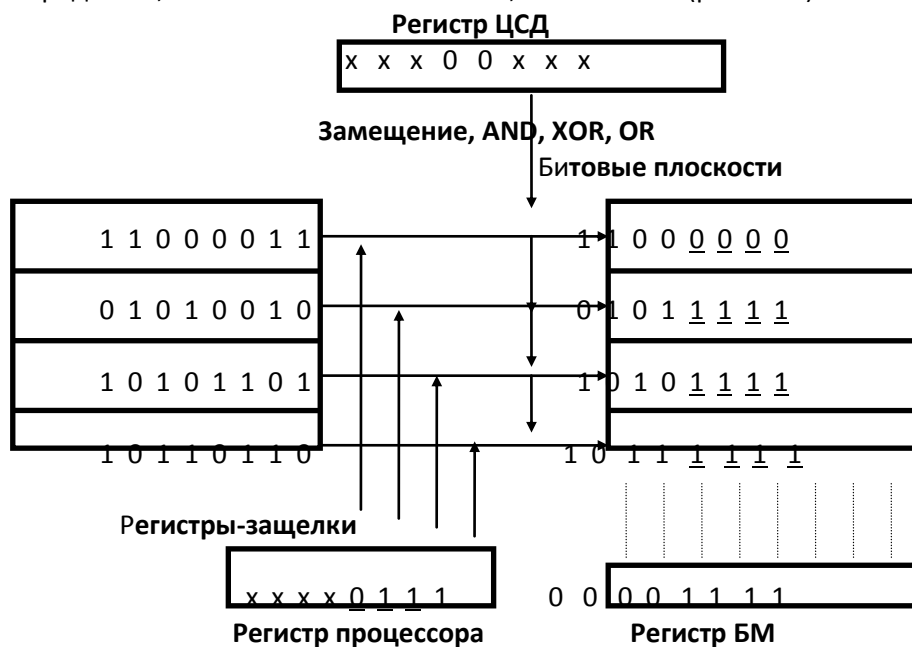 Регистр ЦСД
x x x 0 0 x x x
Замещение, AND, XOR, OR
Битовые плоскости
1 1 0 0 0 0 1 1 1 1 0 0 0 0 0 0
0 1 0 1 0 0 1 0 0 1 0 1 1 1 1 1
1 0 1 0 1 1 0 1 1 0 1 0 1 1 1 1
1 0 1 1 0 1 1 0 1 0 1 1 1 1 1 1
Регистры-защелки
x x x x 0 1 1 1 0 0 0 0 1 1 1 1
Регистр процессора Регистр БМ